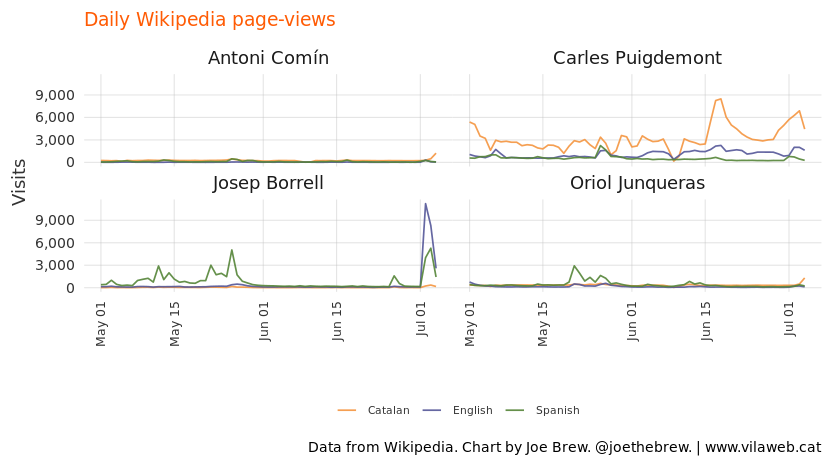 Daily Wikipedia page-views
Antoni Comín
Carles Puigdemont
9,000
6,000
3,000
0
Visits
Josep Borrell
Oriol Junqueras
9,000
6,000
3,000
0
May 01
May 15
Jun 01
Jun 15
Jul 01
May 01
May 15
Jun 01
Jun 15
Jul 01
Catalan English Spanish
Data from Wikipedia. Chart by Joe Brew. @joethebrew. | www.vilaweb.cat